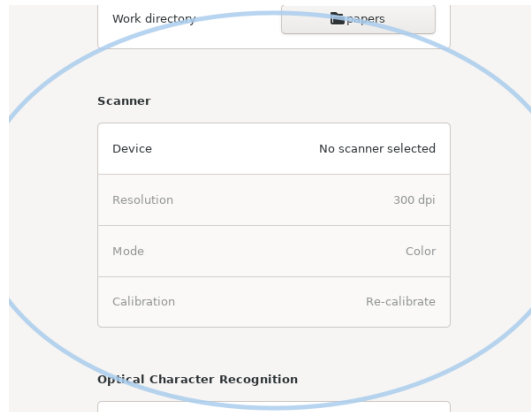 Work directory papers
Scanner
Device No scanner selected
Resolution 300 dpi
Mode Color
Calibration Re-calibrate
Optical Character Recognition